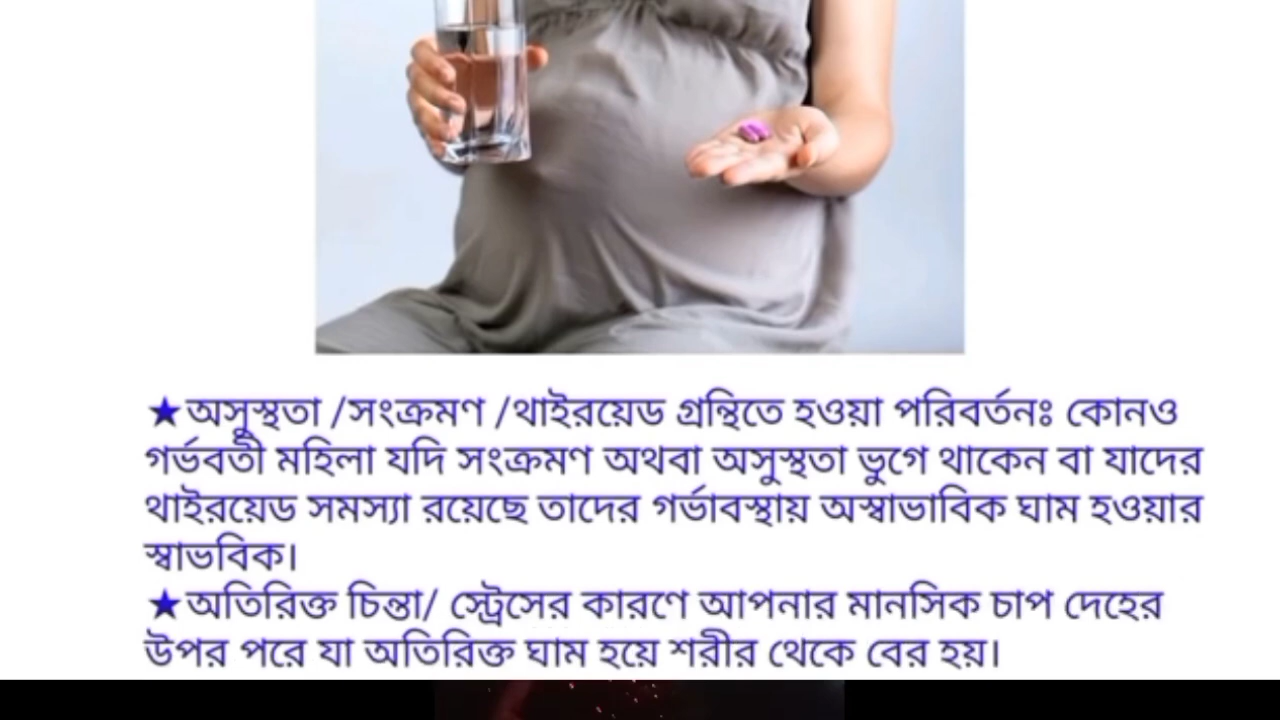 ★অসুস্থতা /সংক্রমণ /থাইরয়েড গ্রন্থিতে হওয়া পরিবর্তনঃ কোনও
গর্ভবতী মহিলা যদি সংক্রমণ অথবা অসুস্থতা ভুগে থাকেন বা যাদের
থাইরয়েড সমস্যা রয়েছে তাদের গর্ভাবস্থায় অস্বাভাবিক ঘাম হওয়ার
স্বাভবিক।
★অতিরিক্ত চিন্তা/ স্ট্রেসের কারণে আপনার মানসিক চাপ দেহের
উপর পরে যা অতিরিক্ত ঘাম হয়ে শরীর থেকে বের হয়।